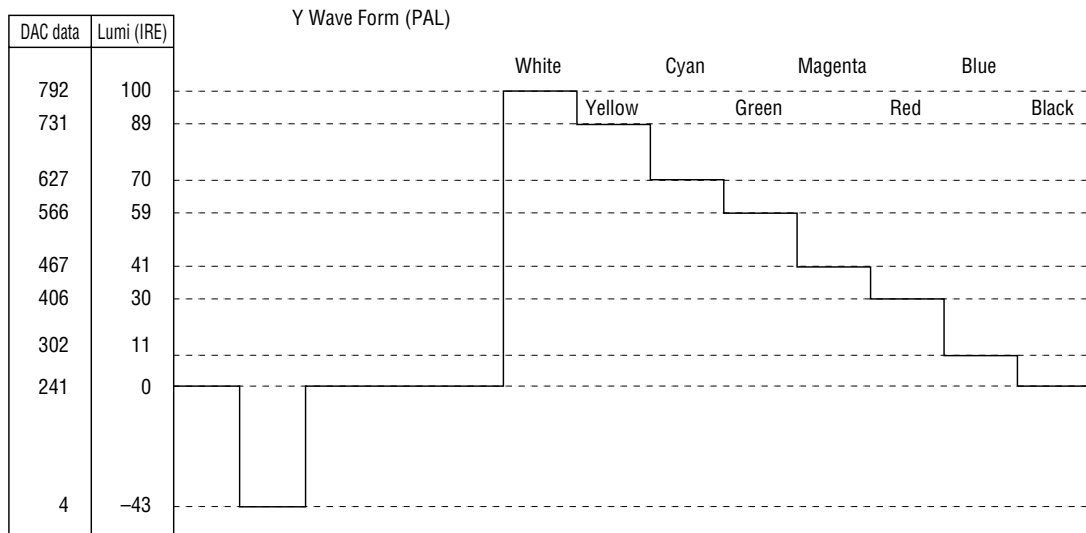 Y Wave Form (PAL)
DAC data Lumi (IRE)
White Cyan Magenta Blue
792 100
Yellow Green Red Black
731 89
627 70
566 59
467 41
406 30
302 11
241 0
4 –43